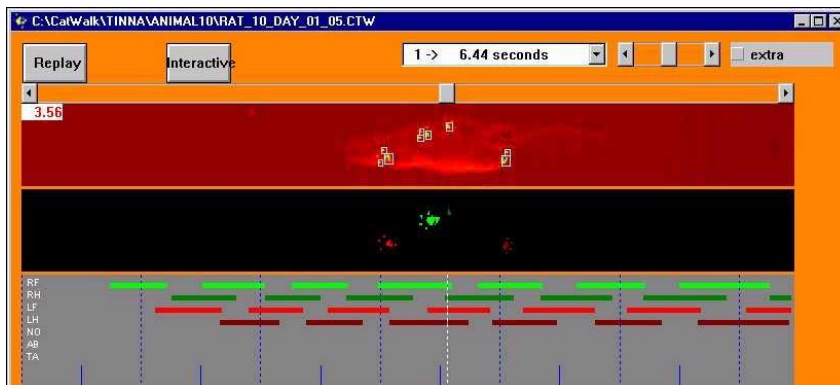 C:\CatWalk\TINNA\ANIMAL10\RAT_10_DAY_01_05.CTW
Replay
Interactive
1 -> 6.44 seconds
extra
3.56
RF
RH
LF
LH
NO
AB
TA